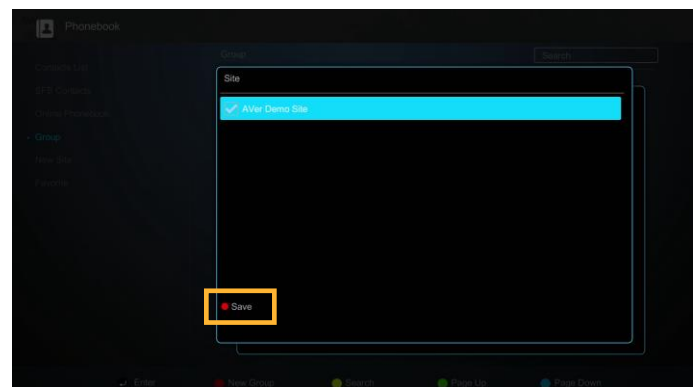 Phonebook
Group
Search
Contacts List
SFB Contacts
Online Phonebook
Group
New Site
Favorite
Site
AVer Demo Site
Save
Enter
New Group
Search
Page Up
Page Down